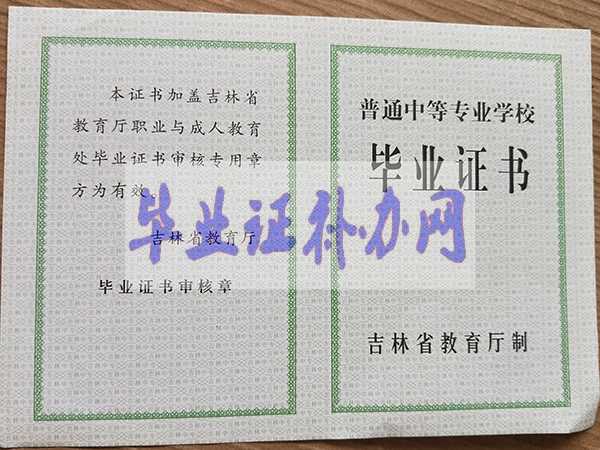 本证书加盖吉林省
教育厅职业与成人教育
处毕业证书审核专用章
方为有效。
吉林省教育厅
毕业证书审核章
普通中等专业学校
毕业证书
吉林省教育厅制
毕业证补办网